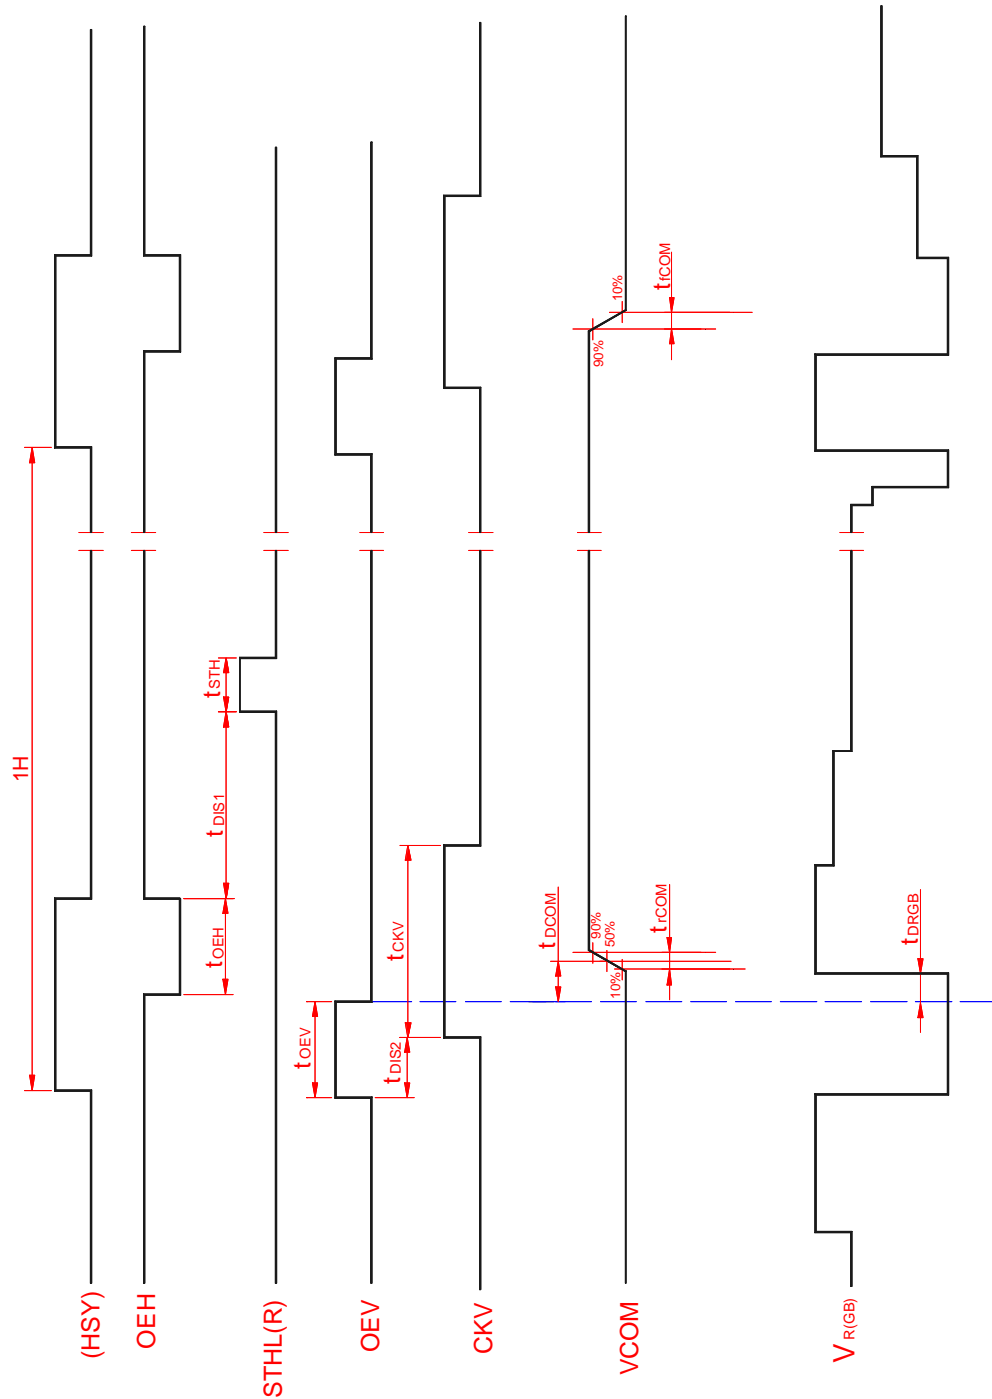 (HSY)
1H
OEH
tOEH
tDIS1
tSTH
STHL(R)
OEV
tOEV
tDIS2
tCKV
CKV
VCOM
tDCOM
90%
50%
10%
trCOM
90%
10%
tfCOM
VR(GB)
tDRGB